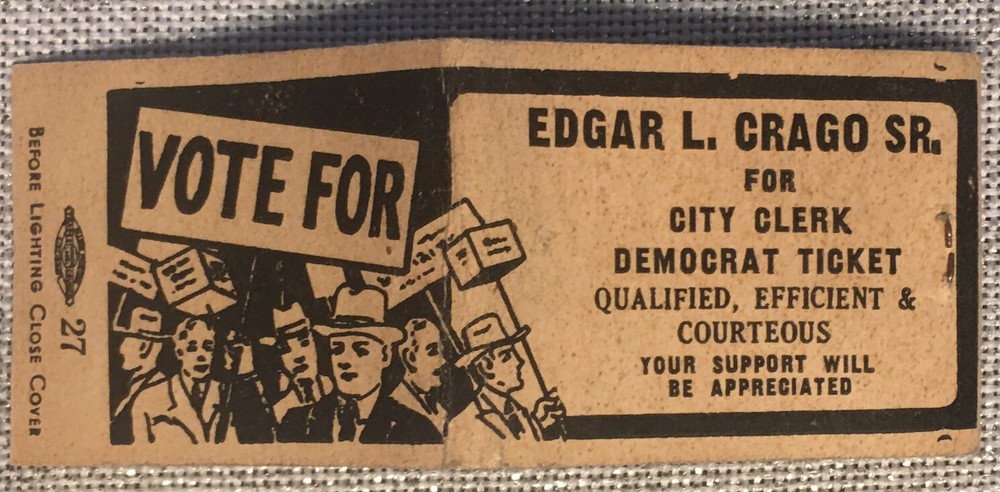 VOTE FOR
EDGAR L. CRAGO SR.
FOR
CITY CLERK
DEMOCRAT TICKET
QUALIFIED, EFFICIENT &
COURTEOUS
YOUR SUPPORT WILL
BE APPRECIATED
27
BEFORE LIGHTING CLOSE COVER